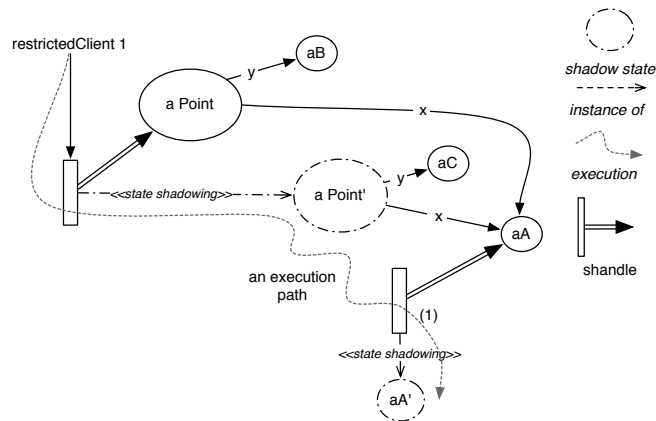 restrictedClient 1
aB
y
a Point
x
shadow state
instance of
aC
y
<<state shadowing>>
a Point'
execution
x
aA
shandle
an execution
path
(1)
<<state shadowing>>
aA'